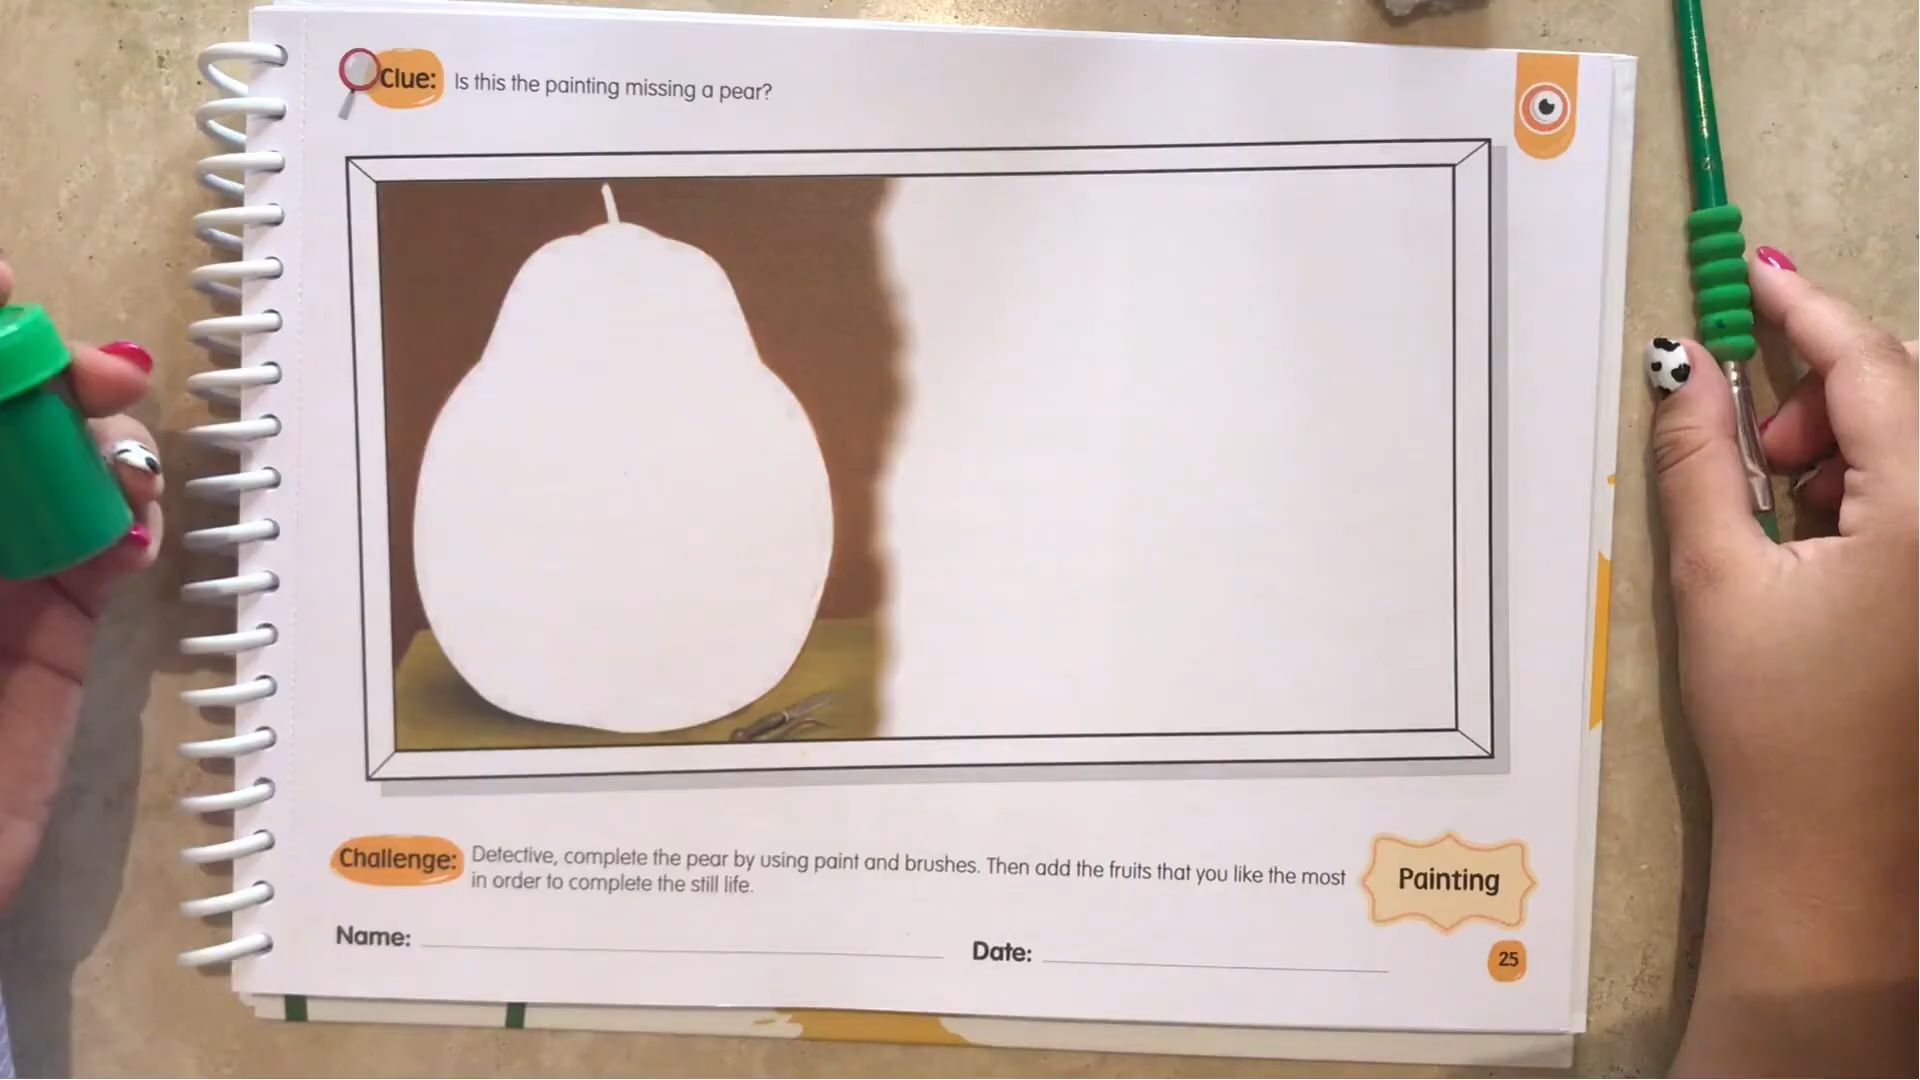 Clue: Is this the painting missing a pear?
Challenge: Detective, complete the pear by using paint and brushes. Then add the fruits that you like the most
in order to complete the still life.
Painting
Name:
Date:
25